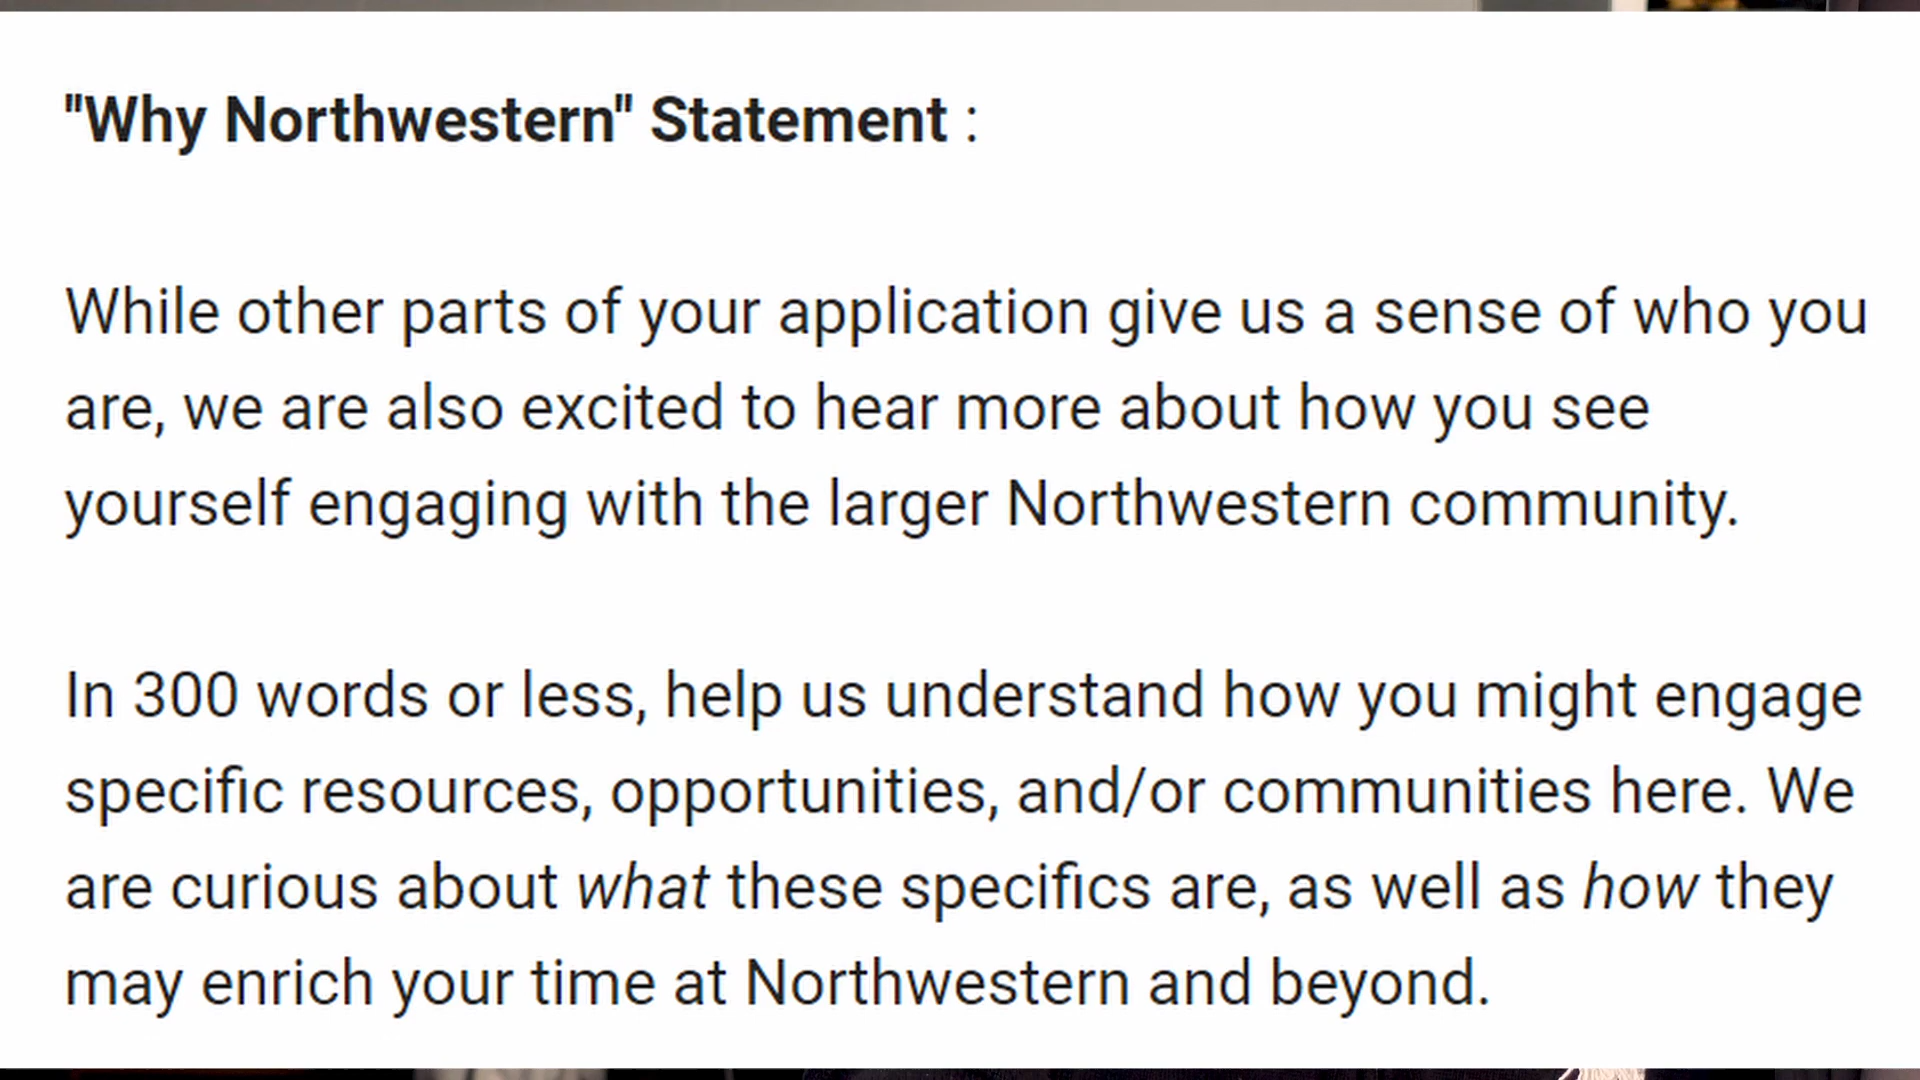 "Why Northwestern" Statement :
While other parts of your application give us a sense of who you
are, we are also excited to hear more about how you see
yourself engaging with the larger Northwestern community.
In 300 words or less, help us understand how you might engage
specific resources, opportunities, and/or communities here. We
are curious about what these specifics are, as well as how they
may enrich your time at Northwestern and beyond.